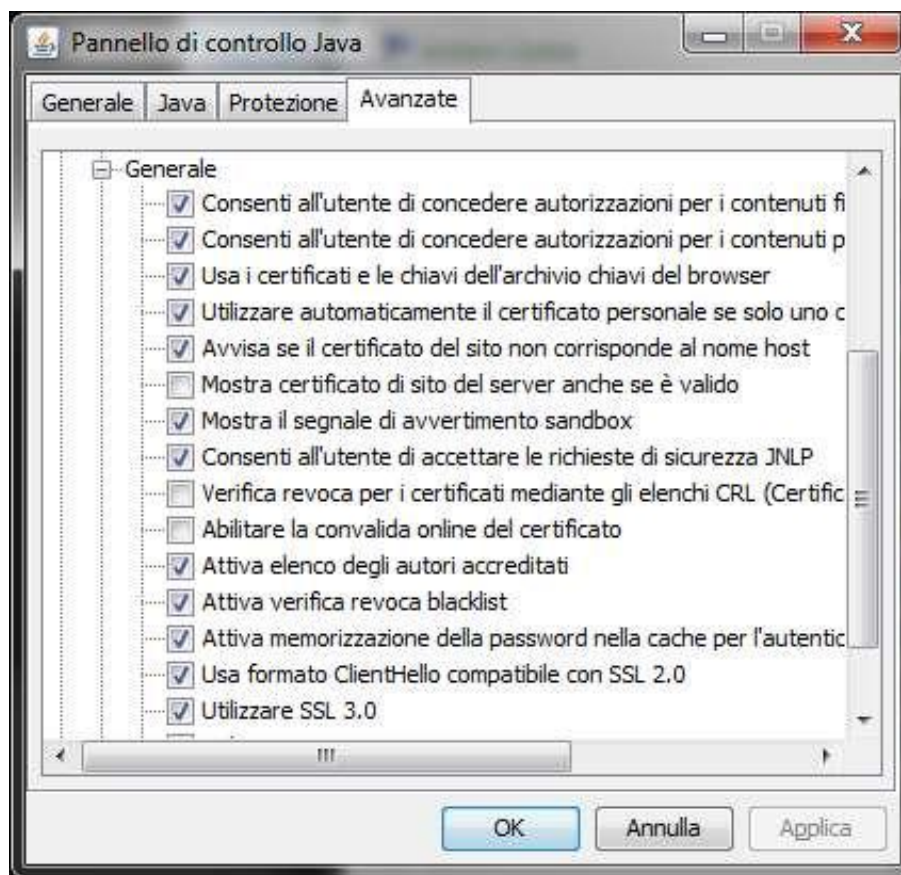 Pannello di controllo Java
Generale Java Protezione Avanzate
Generale
Consenti all'utente di concedere autorizzazioni per i contenuti fi
Consenti all'utente di concedere autorizzazioni per i contenuti p
Usa i certificati e le chiavi dell'archivio chiavi del browser
Utilizzare automaticamente il certificato personale se solo uno c
Avvisa se il certificato del sito non corrisponde al nome host
Mostra certificato di sito del server anche se è valido
Mostra il segnale di avvertimento sandbox
Consenti all'utente di accettare le richieste di sicurezza JNLP
Verifica revoca per i certificati mediante gli elenchi CRL (Certific
Abilitare la convalida online del certificato
Attiva elenco degli autori accreditati
Attiva verifica revoca blacklist
Attiva memorizzazione della password nella cache per l'autentic
Usa formato ClientHello compatibile con SSL 2.0
Utilizzare SSL 3.0
OK Annulla Applica